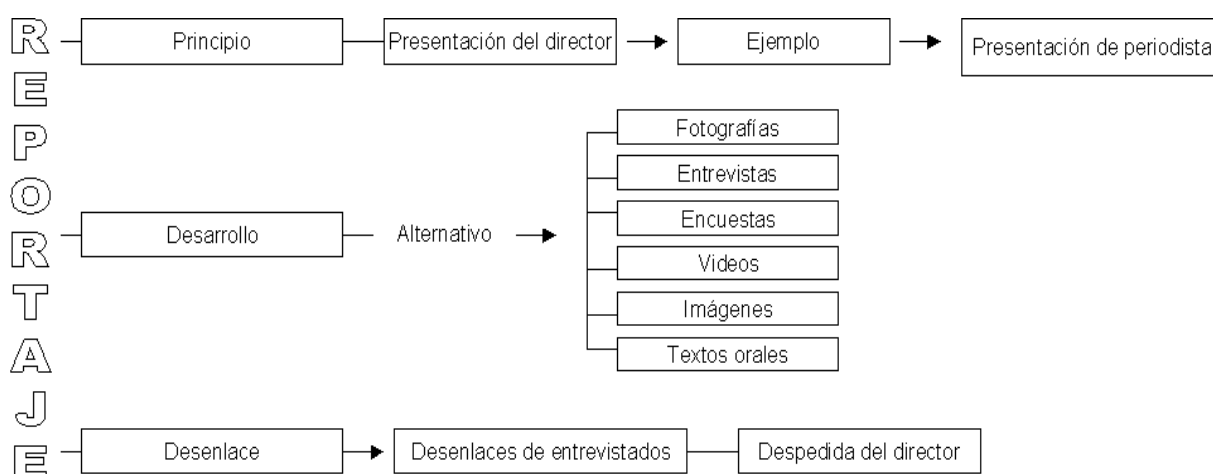 REPORTAJE
Principio
Presentación del director
Ejemplo
Presentación de periodista
Desarrollo
Alternativo
Fotografías
Entrevistas
Encuestas
Videos
Imágenes
Textos orales
Desenlace
Desenlaces de entrevistados
Despedida del director